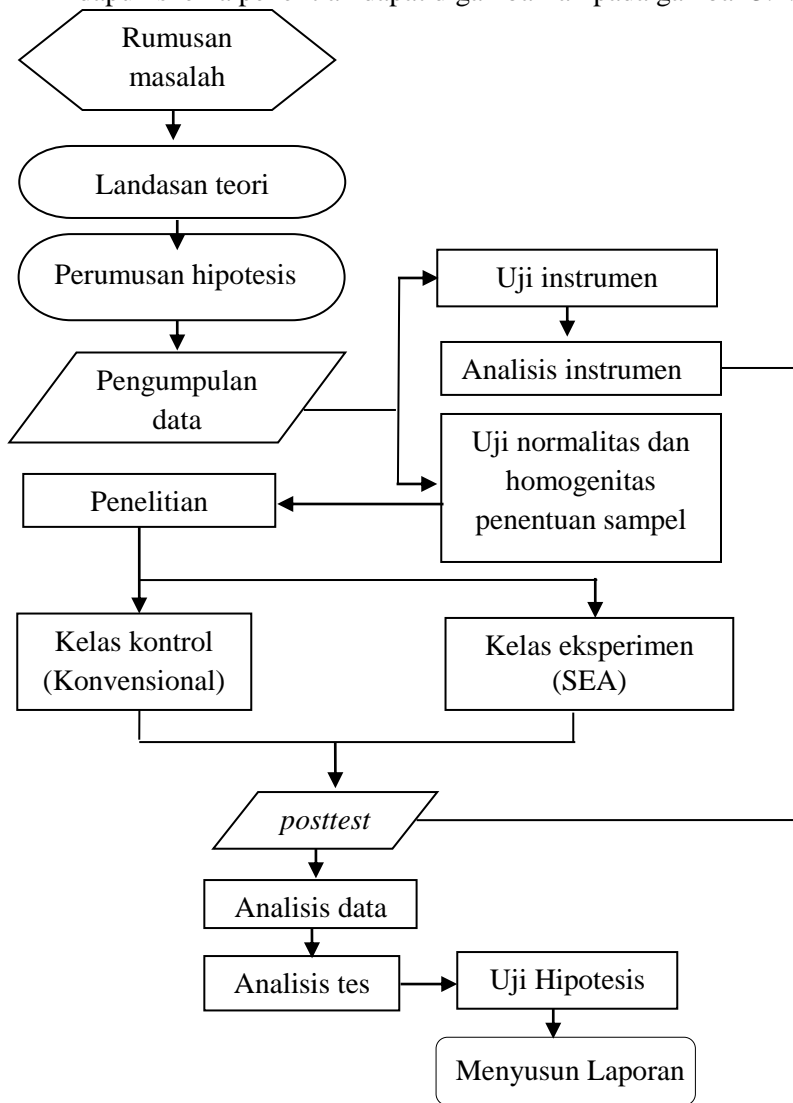 Rumusan
masalah
Landasan teori
Perumusan hipotesis
Uji instrumen
Analisis instrumen
Pengumpulan
data
Uji normalitas dan
homogenitas
penentuan sampel
Penelitian
Kelas kontrol
(Konvensional)
Kelas eksperimen
(SEA)
posttest
Analisis data
Analisis tes
Uji Hipotesis
Menyusun Laporan